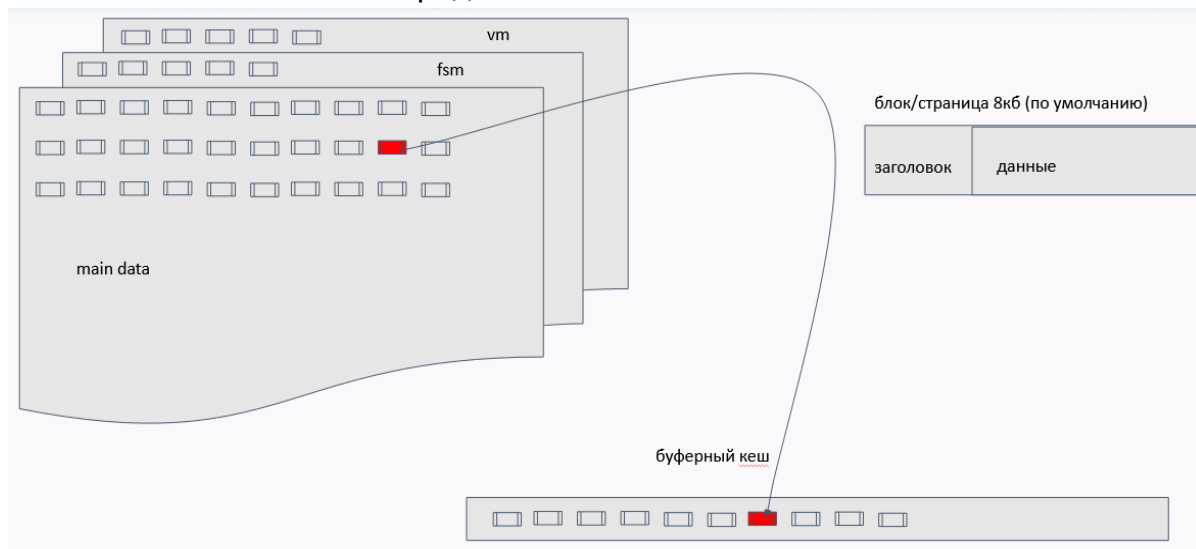 vm
fsm
блок/страница 8кб (по умолчанию)
заголовок
данные
main data
буферный кеш